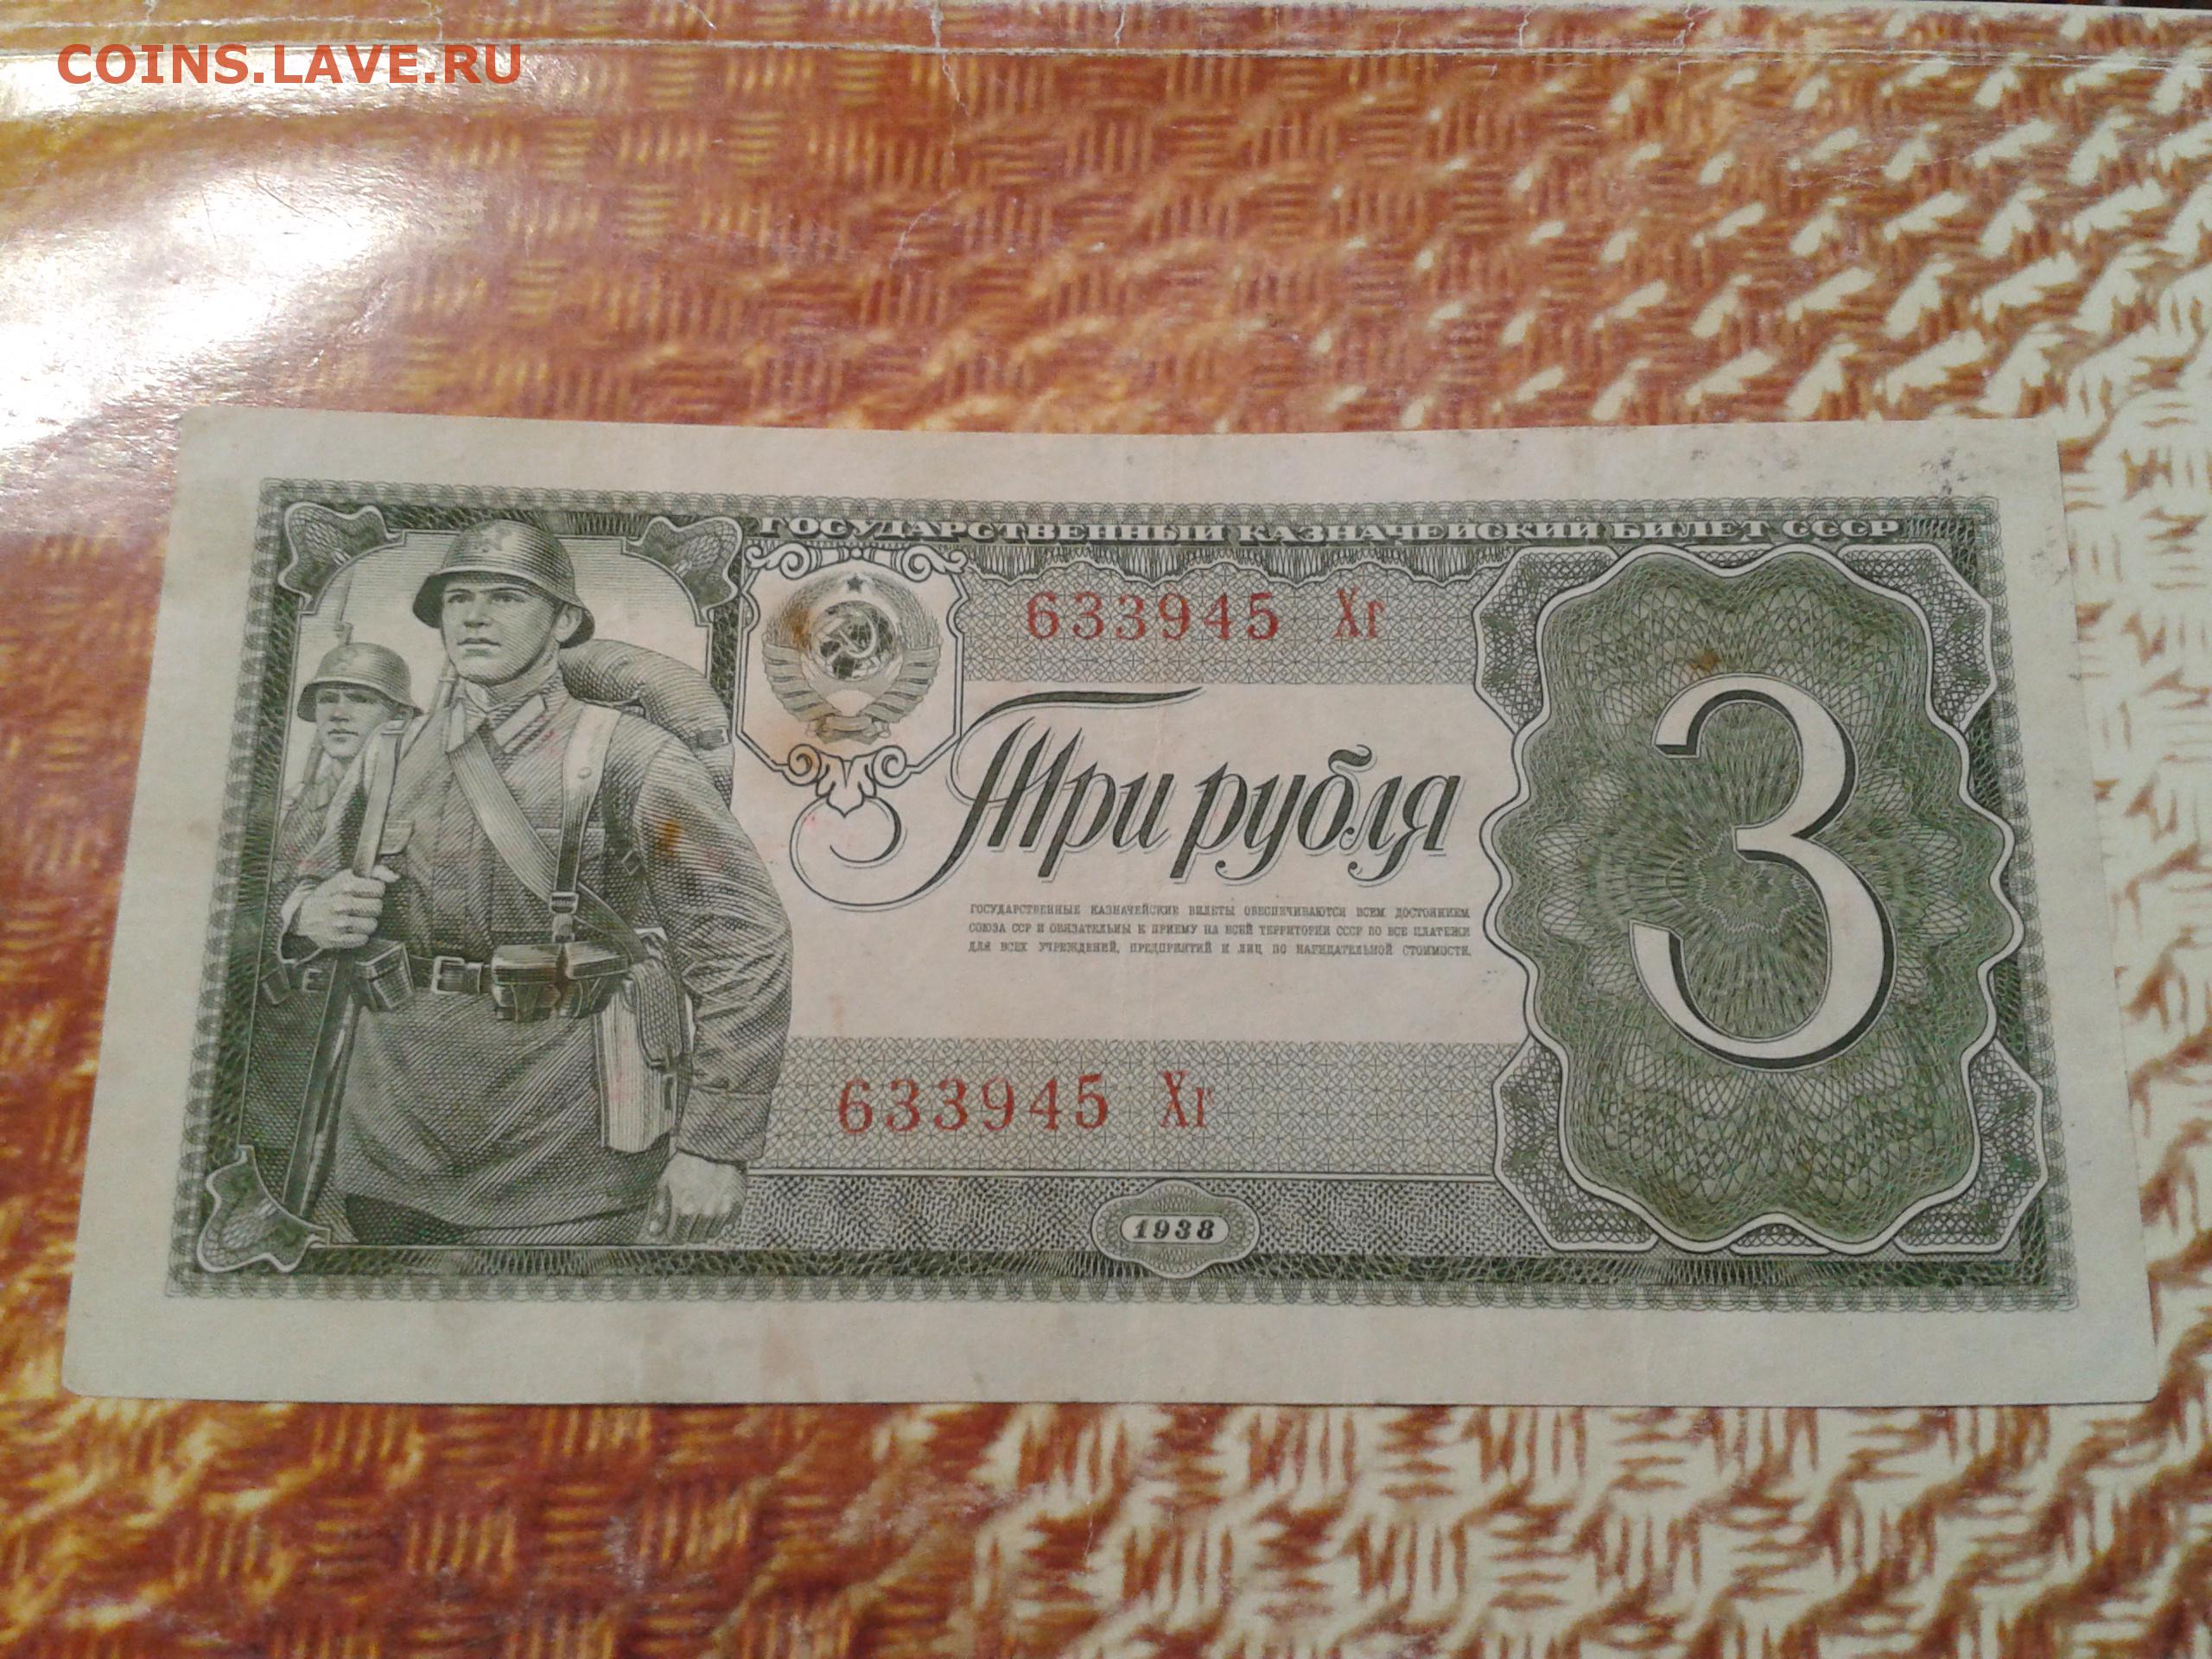 COINS.LAVE.RU
ГОСУДАРСТВЕННЫЙ КАЗНАЧЕЙСКИЙ БИЛЕТ СССР
633945 Хг
Три рубля
3
ГОСУДАРСТВЕННЫЕ КАЗНАЧЕЙСКИЕ БИЛЕТЫ ОБЕСПЕЧИВАЮТСЯ ВСЕМ ДОСТОЯНИЕМ
СОЮЗА ССР И ОБЯЗАТЕЛЬНЫ К ПРИЕМУ НА ВСЕЙ ТЕРРИТОРИИ СССР ВО ВСЕ ПЛАТЕЖИ
ДЛЯ ВСЕХ УЧРЕЖДЕНИЙ, ПРЕДПРИЯТИЙ И ЛИЦ ПО НАРИЦАТЕЛЬНОЙ СТОИМОСТИ.
633945 Хг
1938